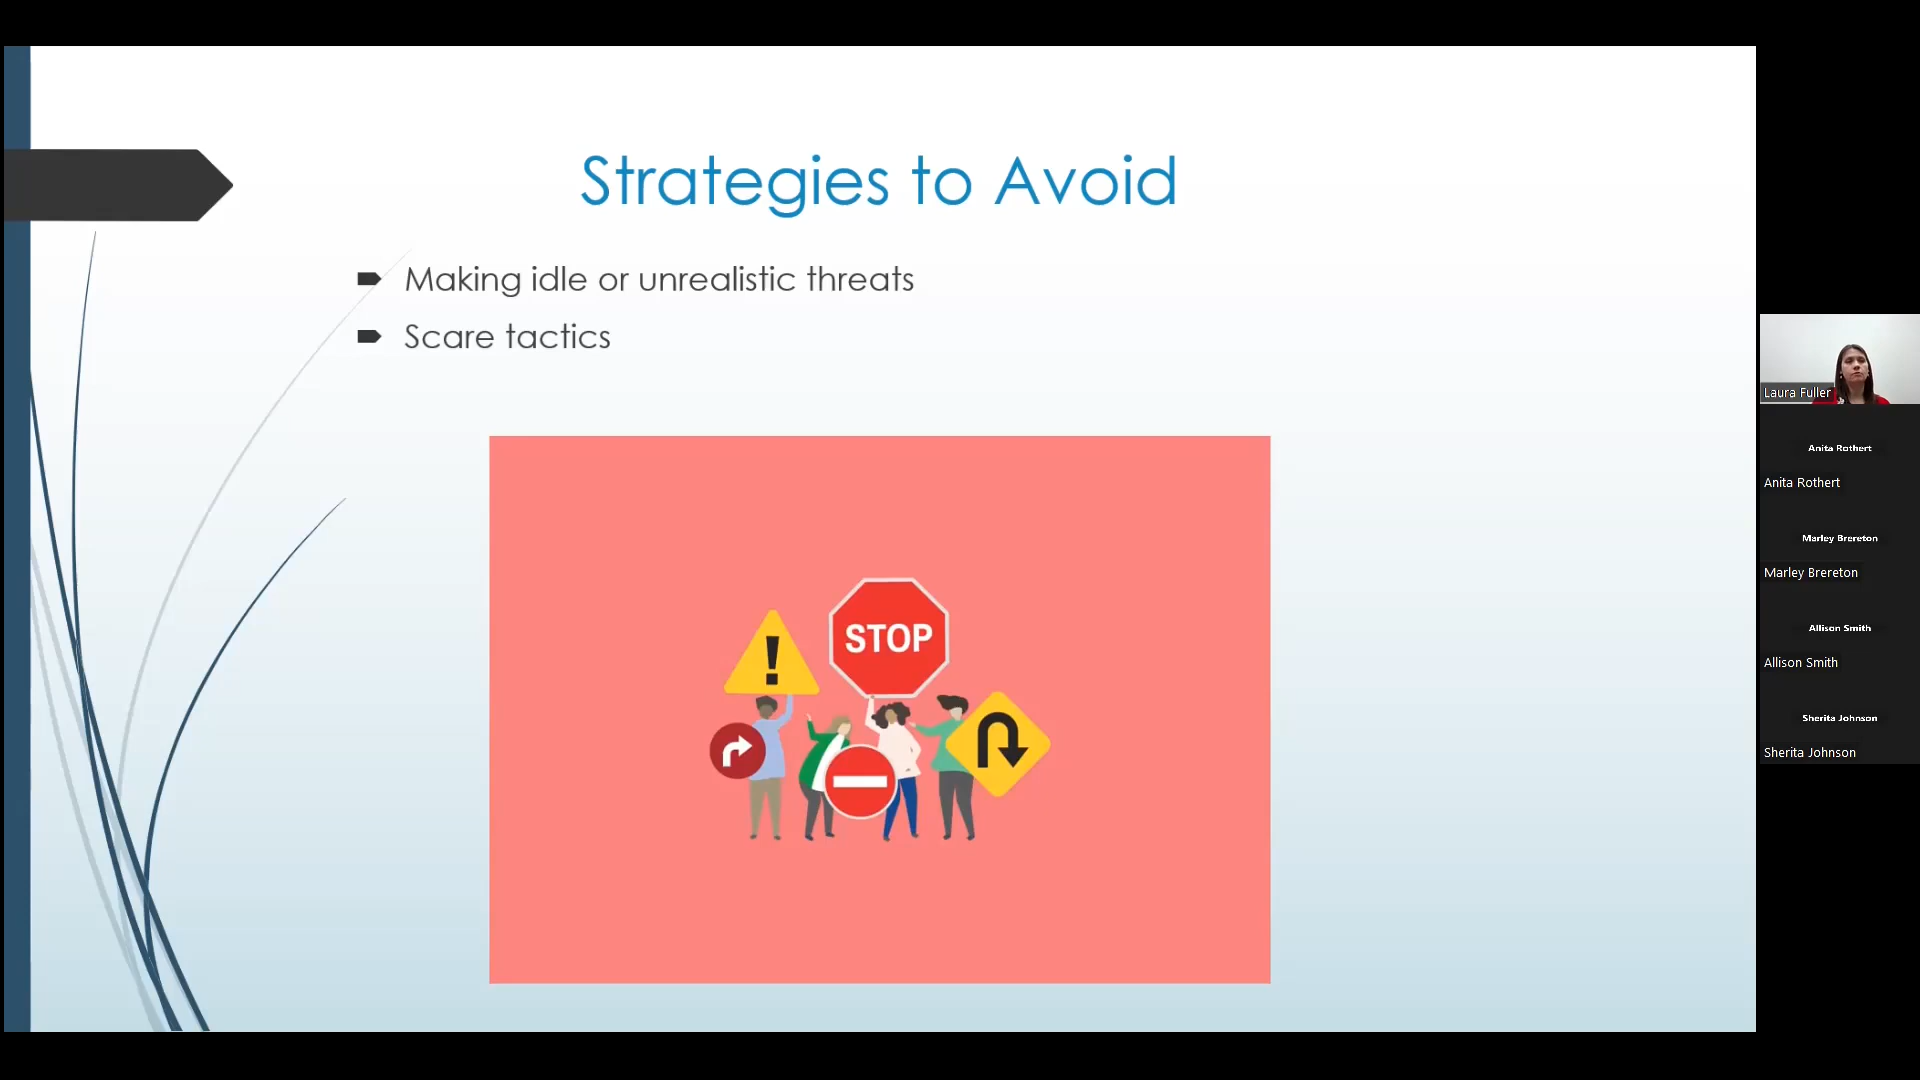 Strategies to Avoid
Making idle or unrealistic threats
Scare tactics
!
STOP
Laura Fuller
Anita Rothert
Anita Rothert
Marley Brereton
Marley Brereton
Allison Smith
Allison Smith
Sherita Johnson
Sherita Johnson